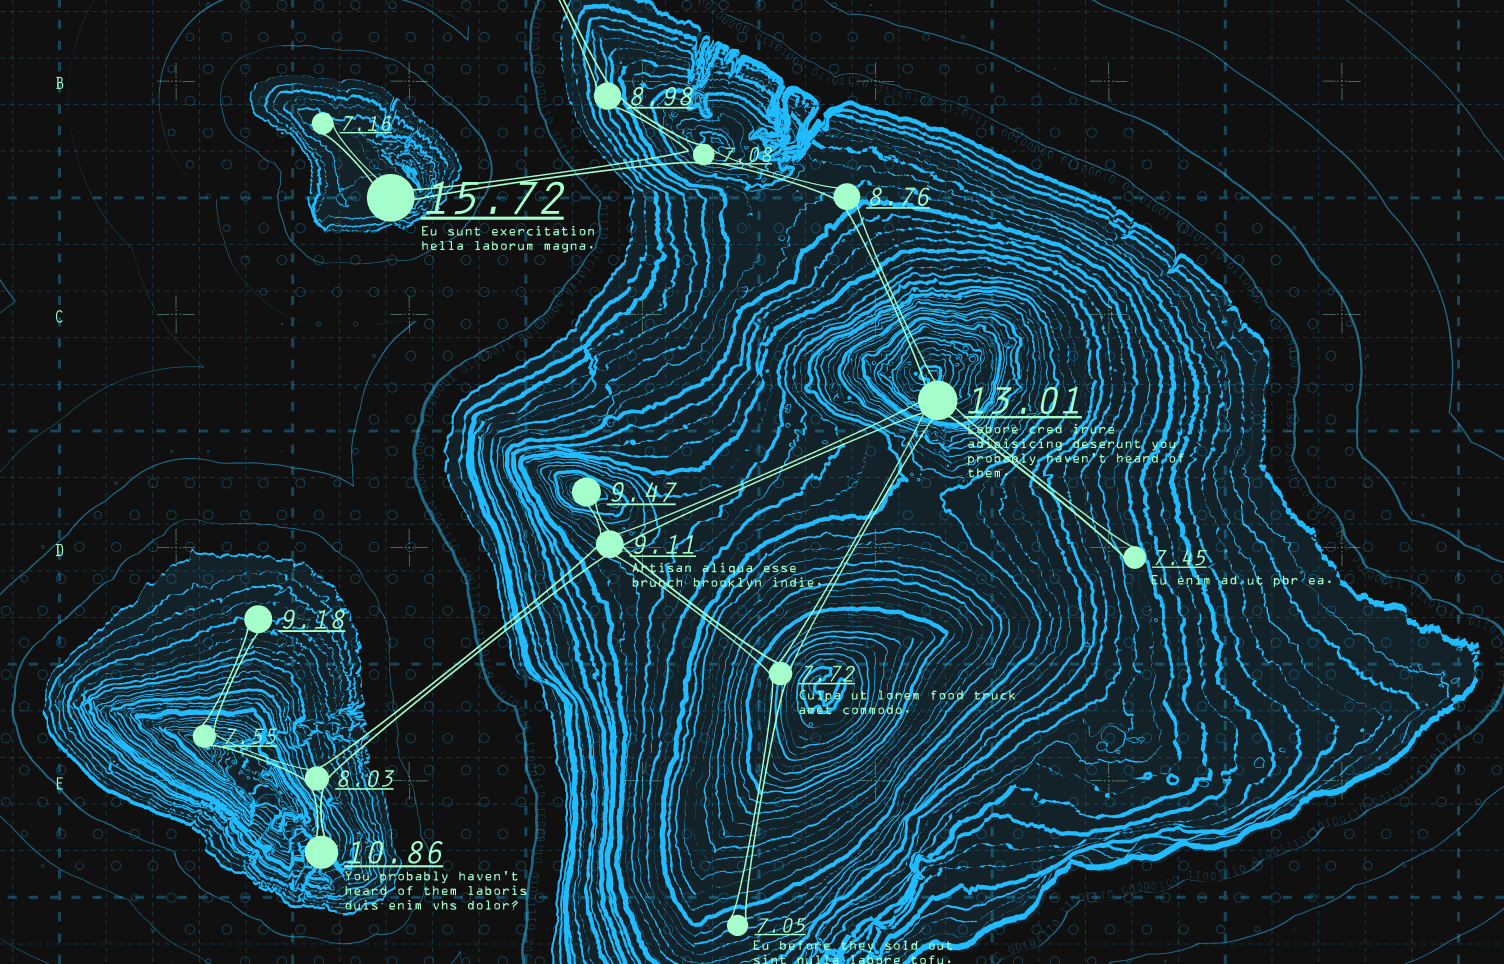 B
8.98
7.16
7.08
15.72
8.76
Eu sunt exercitation
hella laborum magna.
C
13.01
Labore cred irure
adipisicing deserunt you
probably haven't heard of
them.
9.47
D
9.11
7.45
Artisan aliqua esse
brunch brooklyn indie.
Eu enim ad ut pbr ea.
9.18
7.72
Culpa ut lorem food truck
amet commodo.
7.55
E
8.03
10.86
You probably haven't
heard of them laboris
duis enim vhs dolor?
7.05
Eu before they sold out
sint nulla labore tofu.